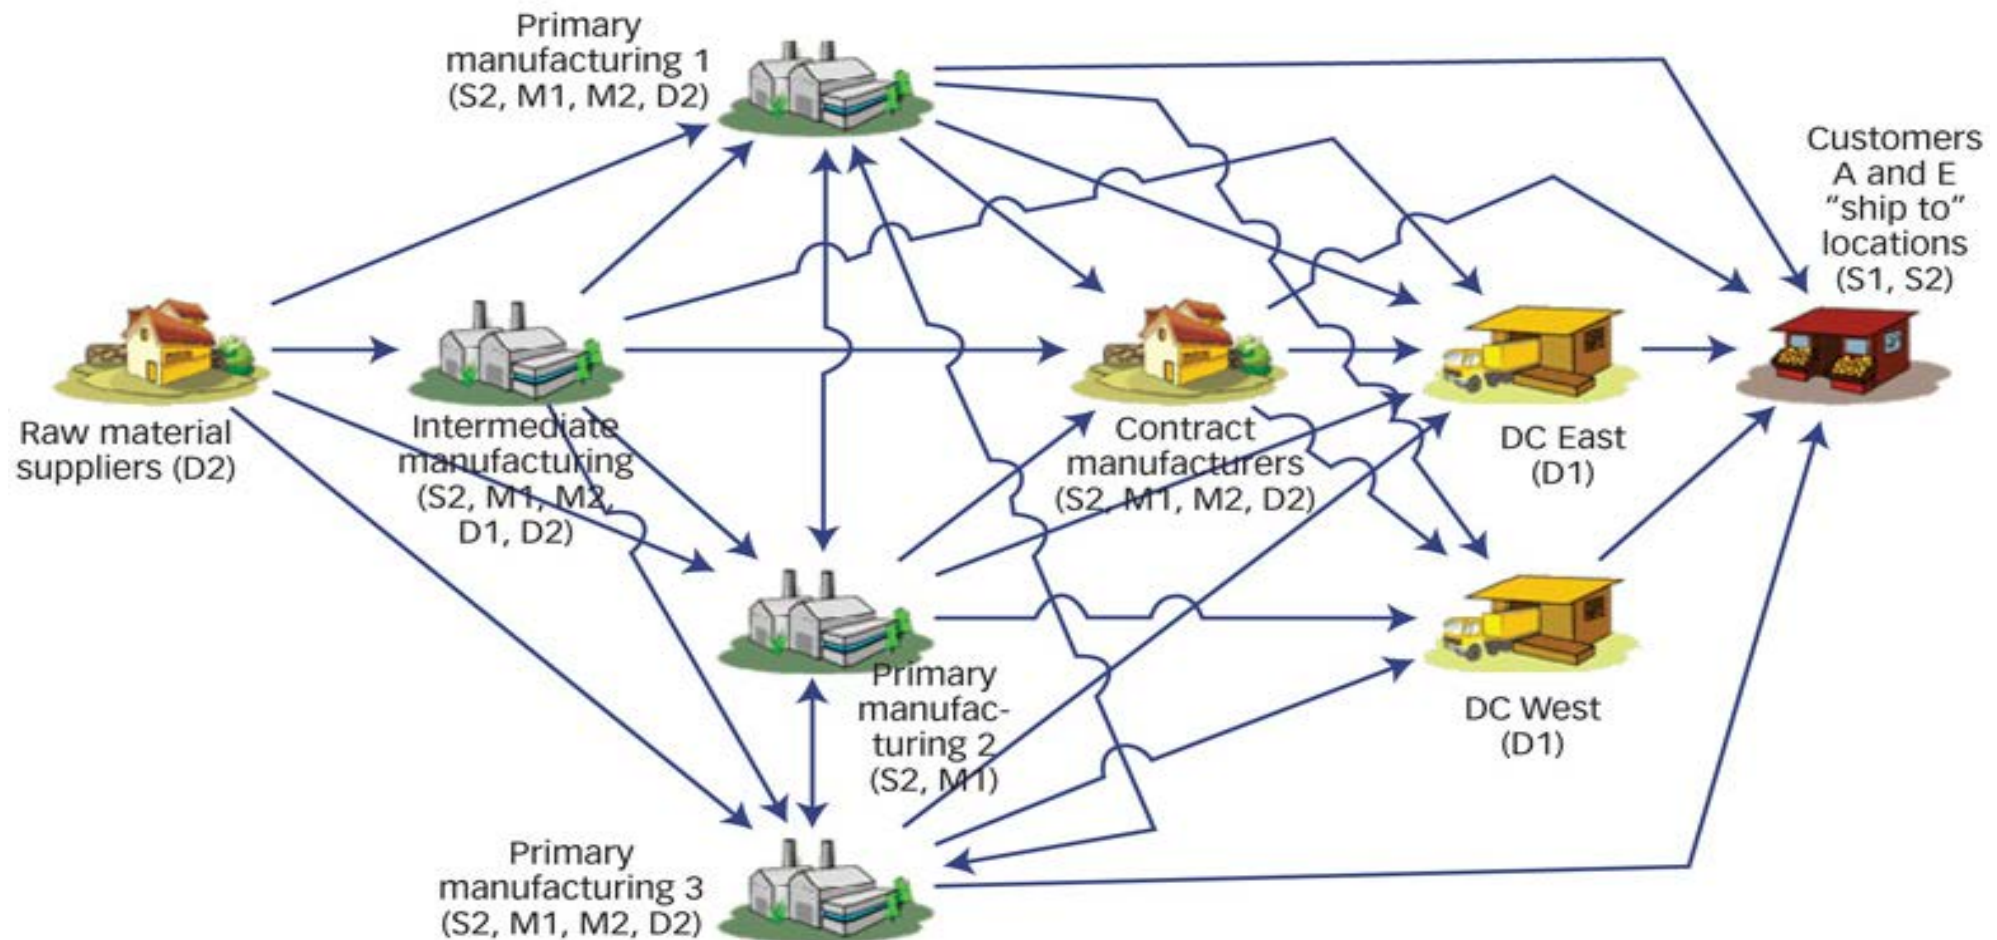 Primary
manufacturing 1
(S2, M1, M2, D2)
Customers
A and E
“ship to”
locations
(S1, S2)
Raw material
suppliers (D2)
Intermediate
manufacturing
(S2, M1, M2,
D1, D2)
Contract
manufacturers
(S2, M1, M2, D2)
DC East
(D1)
Primary
manufac-
turing 2
(S2, M1)
DC West
(D1)
Primary
manufacturing 3
(S2, M1, M2, D2)